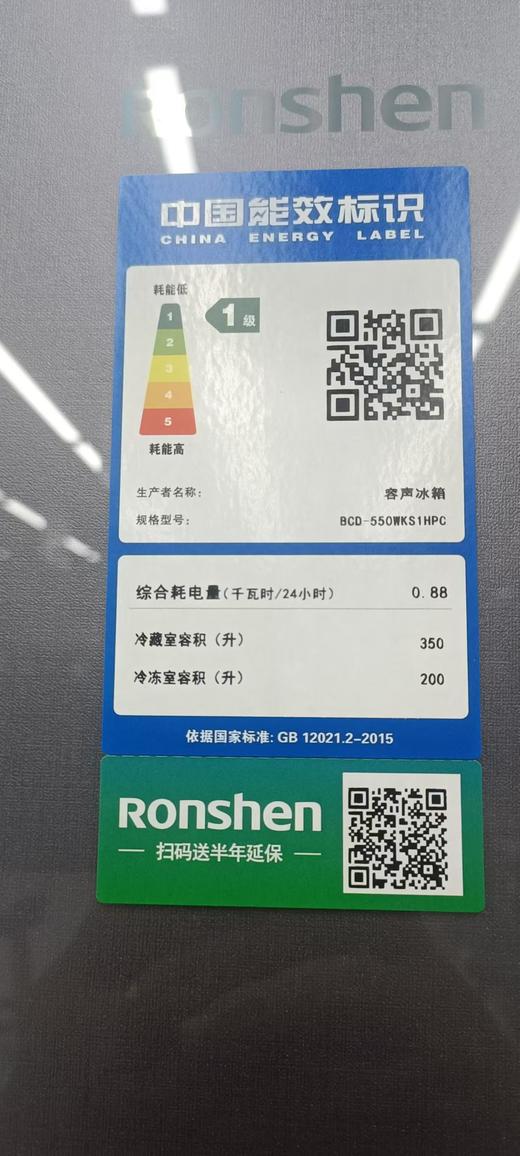 Ronshen
中国能效标识
CHINA ENERGY LABEL
耗能低
1
2
3
4
5
1级
耗能高
生产者名称: 容声冰箱
规格型号: BCD-550WKS1HPC
综合耗电量(千瓦时/24小时) 0.88
冷藏室容积(升) 350
冷冻室容积(升) 200
依据国家标准: GB 12021.2-2015
Ronshen
扫码送半年延保